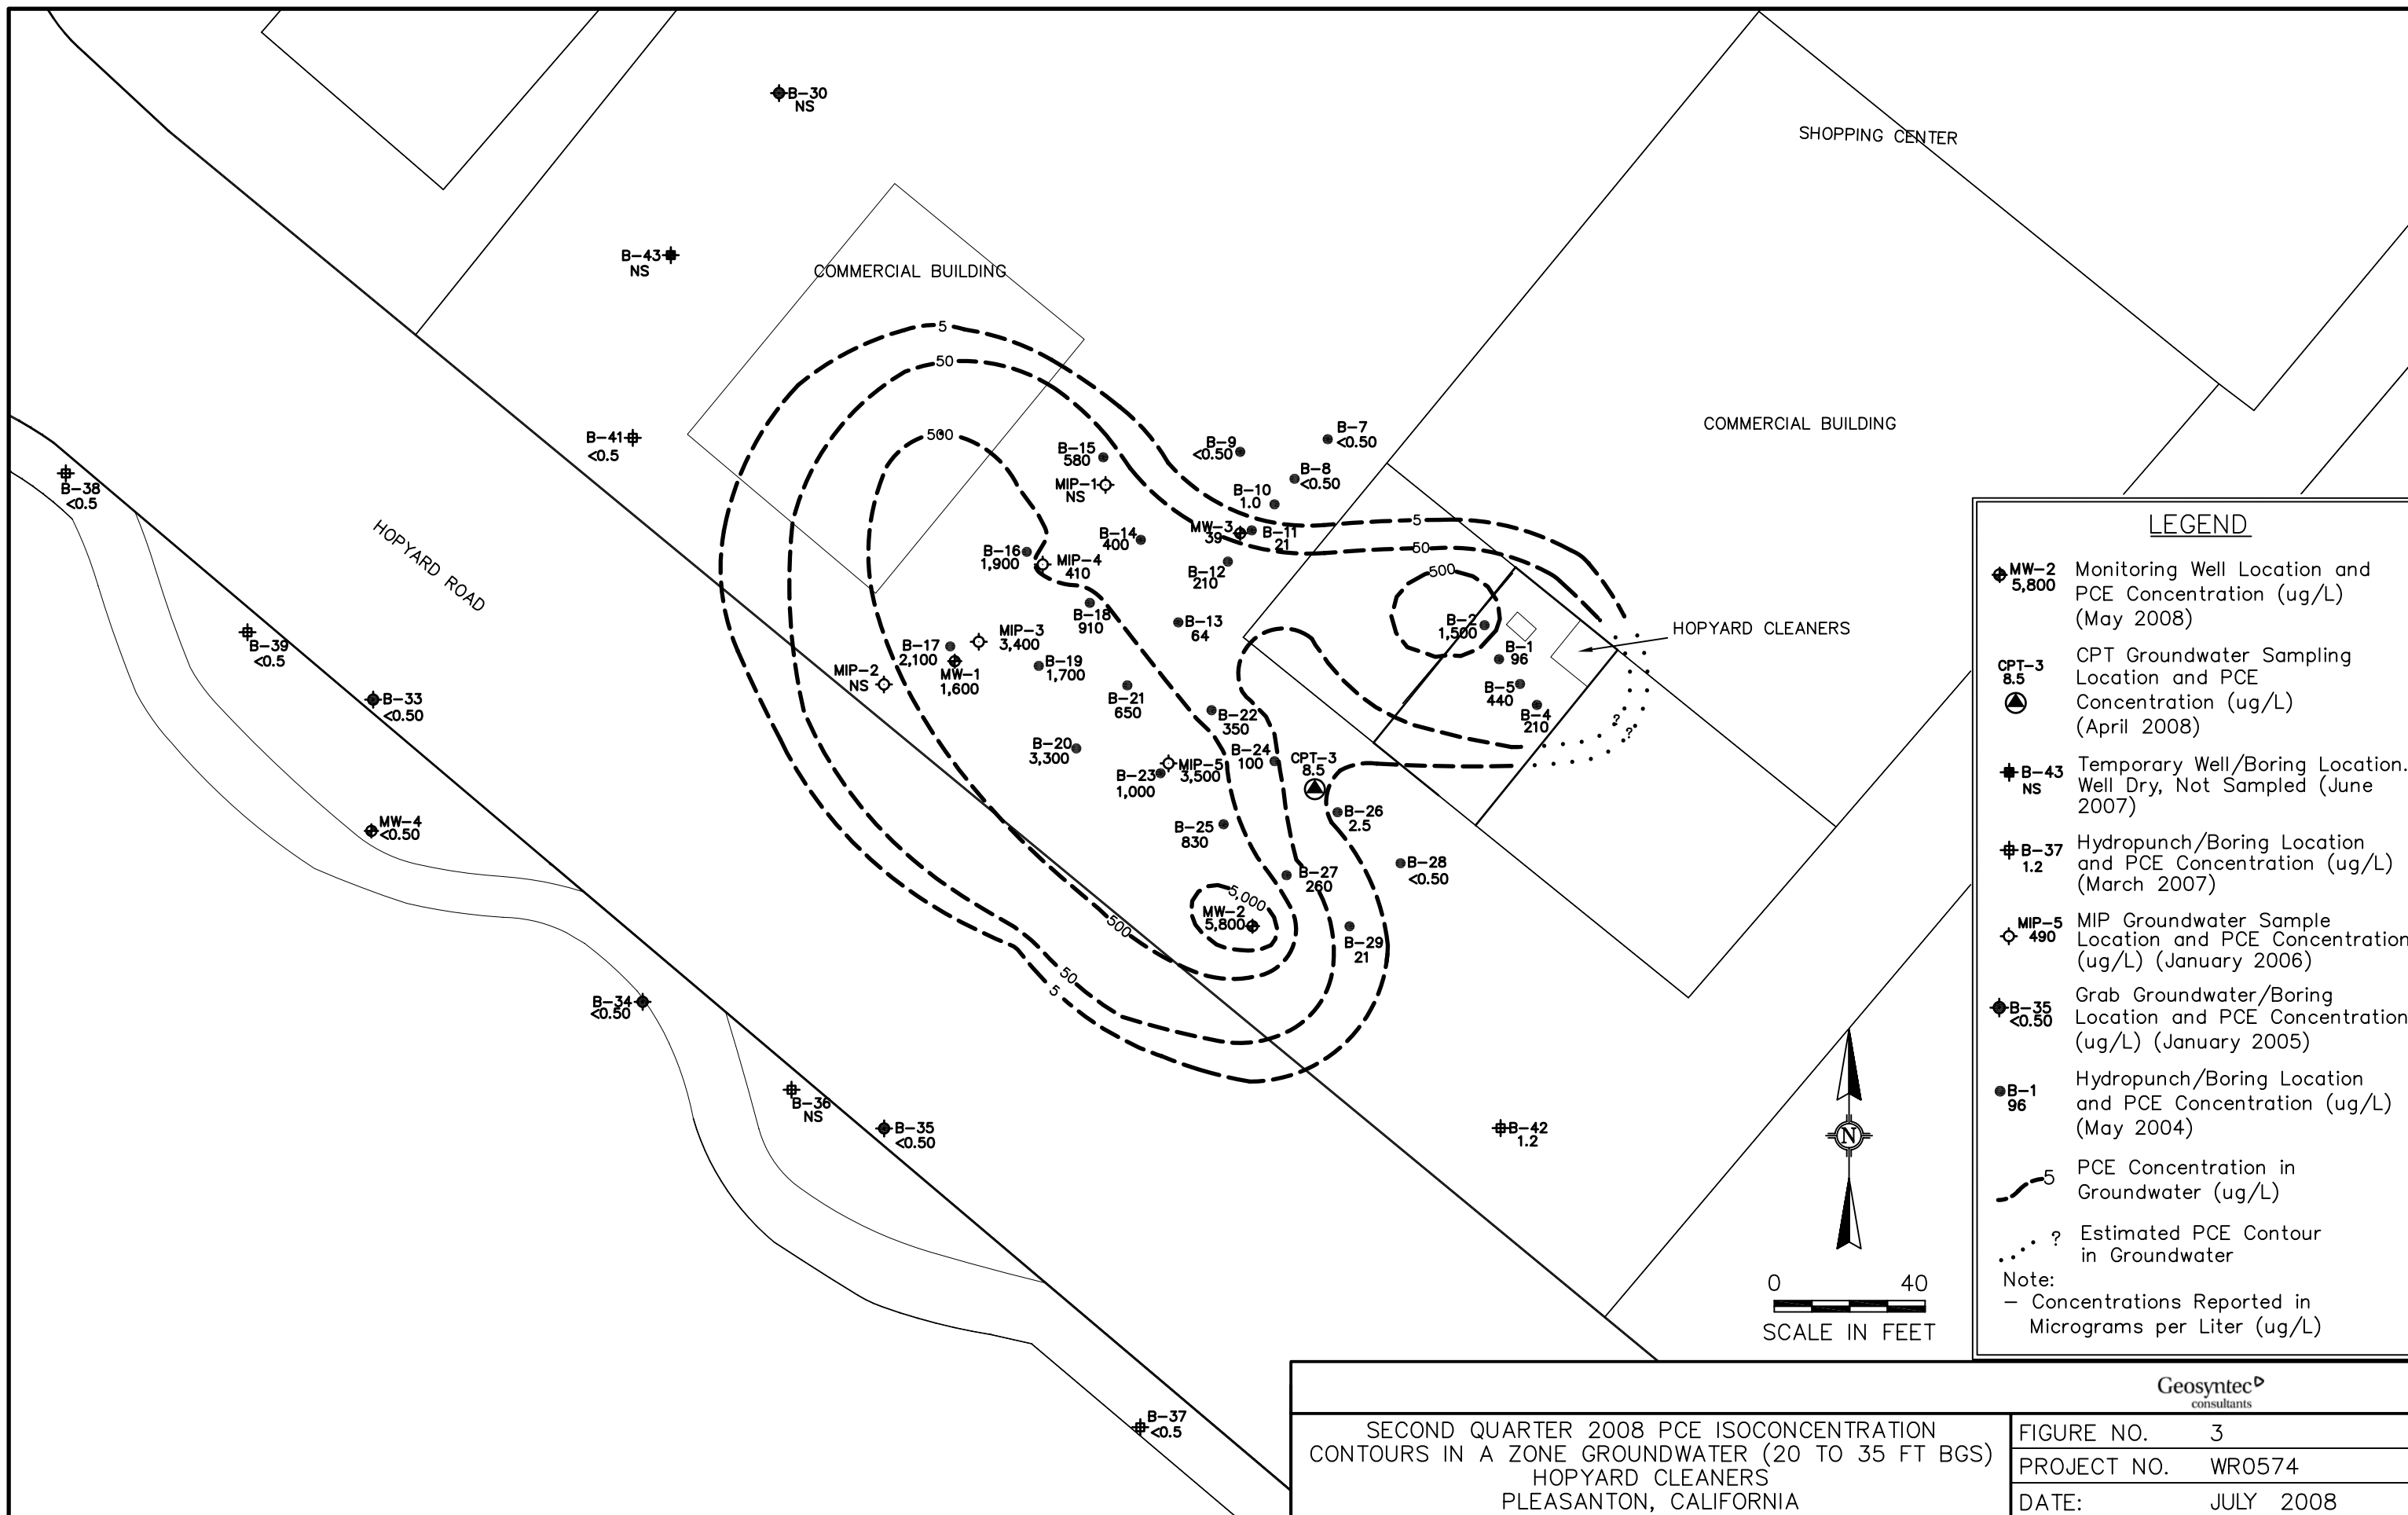 B-30
NS
SHOPPING CENTER
B-43
NS
COMMERCIAL BUILDING
5
50
500
B-41
<0.5
B-38
<0.5
HOPYARD ROAD
B-39
<0.5
B-33
<0.50
MW-4
<0.50
B-34
<0.50
B-36
NS
B-35
<0.50
B-37
<0.5
B-42
1.2
B-15
580
MIP-1
NS
B-9
<0.50
B-7
<0.50
B-8
<0.50
B-10
1.0
COMMERCIAL BUILDING
MW-3
39
B-11
21
5
50
500
B-14
400
B-16
1,900
MIP-4
410
B-12
210
B-18
910
B-13
64
B-2
1,500
HOPYARD CLEANERS
B-1
96
B-5
440
B-4
210
?
?
B-17
2,100
MIP-3
3,400
MIP-2
NS
MW-1
1,600
B-19
1,700
B-21
650
B-22
350
B-20
3,300
B-24
100
MIP-5
3,500
B-23
1,000
CPT-3
8.5
B-26
2.5
B-25
830
B-28
<0.50
B-27
260
5,000
MW-2
5,800
B-29
21
500
50
5
LEGEND
MW-2
5,800
Monitoring Well Location and
PCE Concentration (ug/L)
(May 2008)
CPT-3
8.5
CPT Groundwater Sampling
Location and PCE
Concentration (ug/L)
(April 2008)
B-43
NS
Temporary Well/Boring Location.
Well Dry, Not Sampled (June
2007)
B-37
1.2
Hydropunch/Boring Location
and PCE Concentration (ug/L)
(March 2007)
MIP-5
490
MIP Groundwater Sample
Location and PCE Concentration
(ug/L) (January 2006)
B-35
<0.50
Grab Groundwater/Boring
Location and PCE Concentration
(ug/L) (January 2005)
B-1
96
Hydropunch/Boring Location
and PCE Concentration (ug/L)
(May 2004)
5
PCE Concentration in
Groundwater (ug/L)
?
Estimated PCE Contour
in Groundwater
Note:
- Concentrations Reported in
Micrograms per Liter (ug/L)
N
0 40
SCALE IN FEET
Geosyntec
consultants
SECOND QUARTER 2008 PCE ISOCONCENTRATION
CONTOURS IN A ZONE GROUNDWATER (20 TO 35 FT BGS)
HOPYARD CLEANERS
PLEASANTON, CALIFORNIA
FIGURE NO. 3
PROJECT NO. WR0574
DATE: JULY 2008